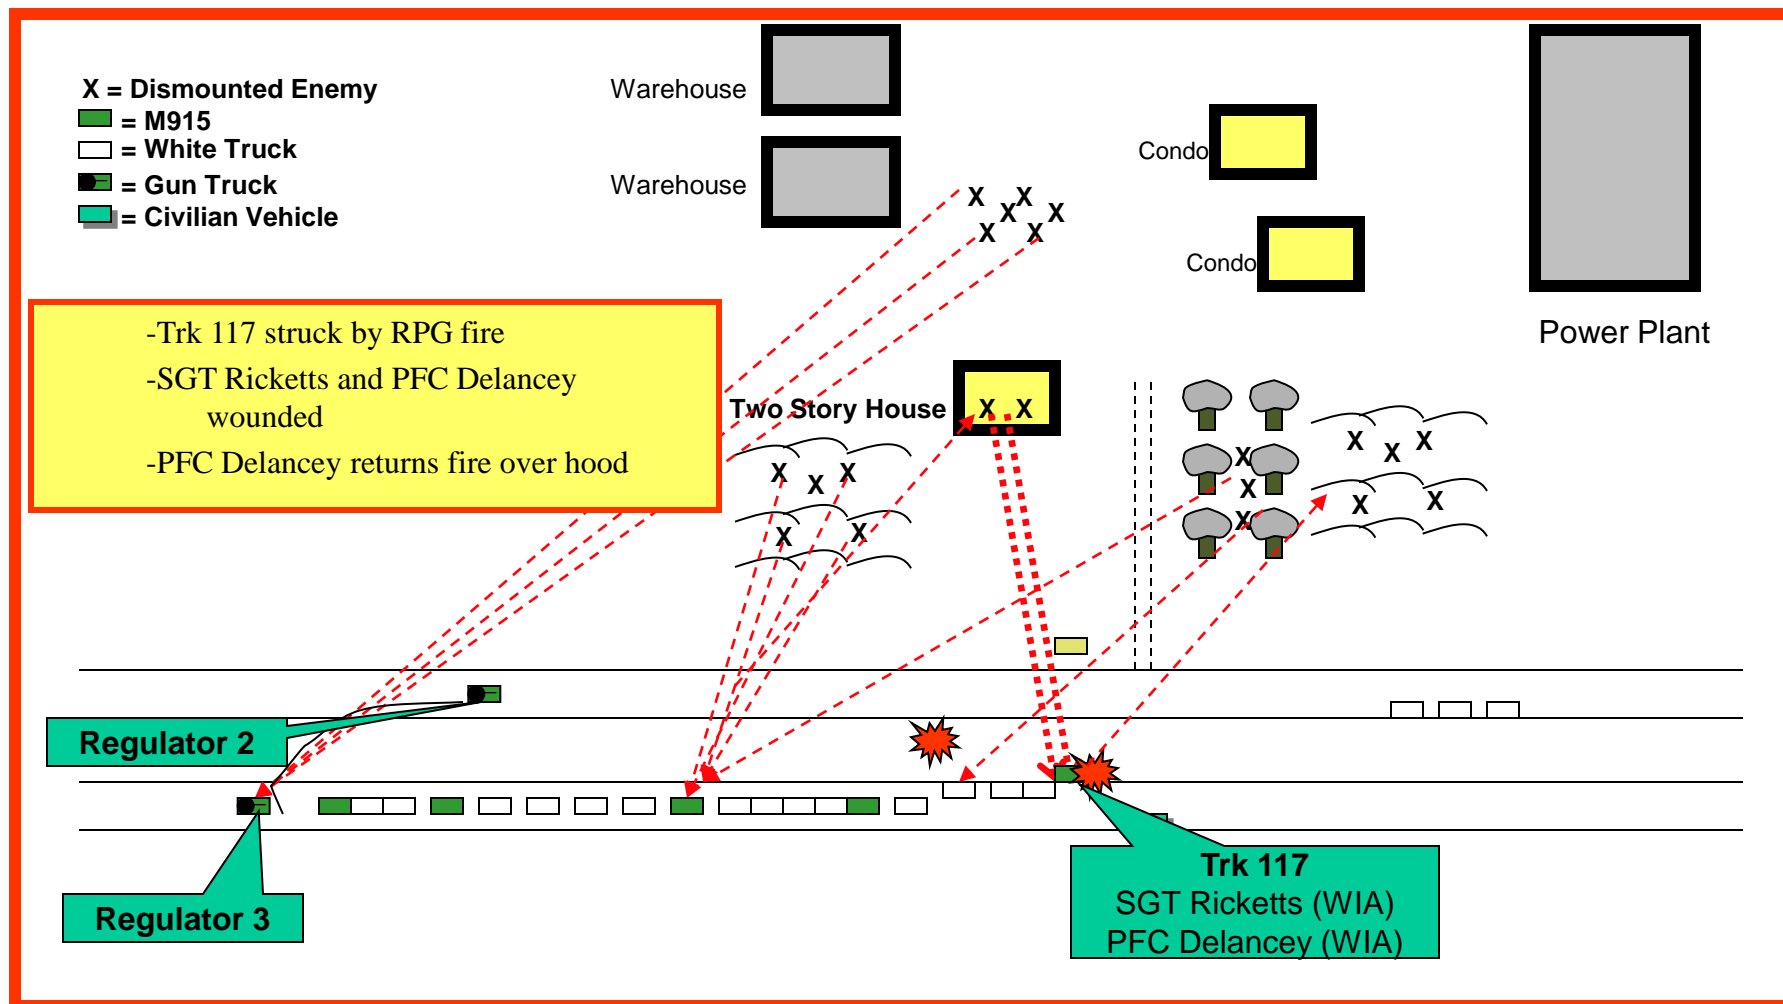 X = Dismounted Enemy
= M915
= White Truck
= Gun Truck
= Civilian Vehicle
Warehouse
Warehouse
Condo
Condo
Power Plant
X X
X X
X X
-Trk 117 struck by RPG fire
-SGT Ricketts and PFC Delancey
wounded
-PFC Delancey returns fire over hood
Two Story House
X X
X X X
X X
X
X
X
X X X
X X
Regulator 2
Regulator 3
Trk 117
SGT Ricketts (WIA)
PFC Delancey (WIA)